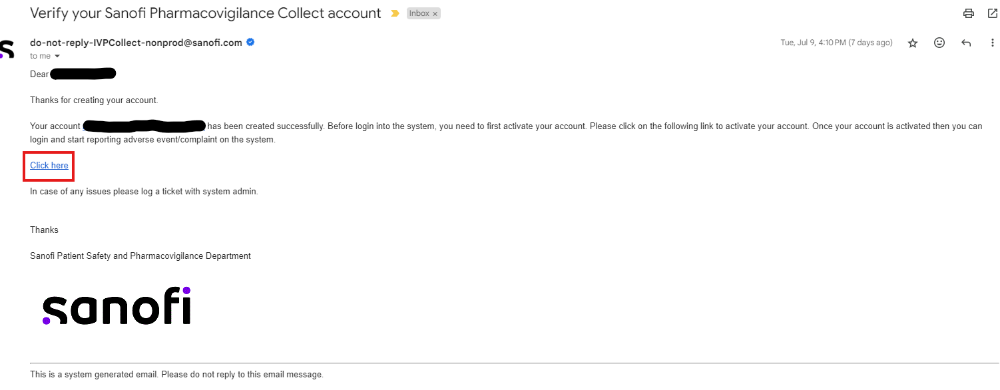 Verify your Sanofi Pharmacovigilance Collect account Inbox ×
do-not-reply-IVPCollect-nonprod@sanofi.com Tue, Jul 9, 4:10 PM (7 days ago)
to me
Dear
Thanks for creating your account.
Your account has been created successfully. Before login into the system, you need to first activate your account. Please click on the following link to activate your account. Once your account is activated then you can
login and start reporting adverse event/complaint on the system.
Click here
In case of any issues please log a ticket with system admin.
Thanks
Sanofi Patient Safety and Pharmacovigilance Department
sanofi
This is a system generated email. Please do not reply to this email message.